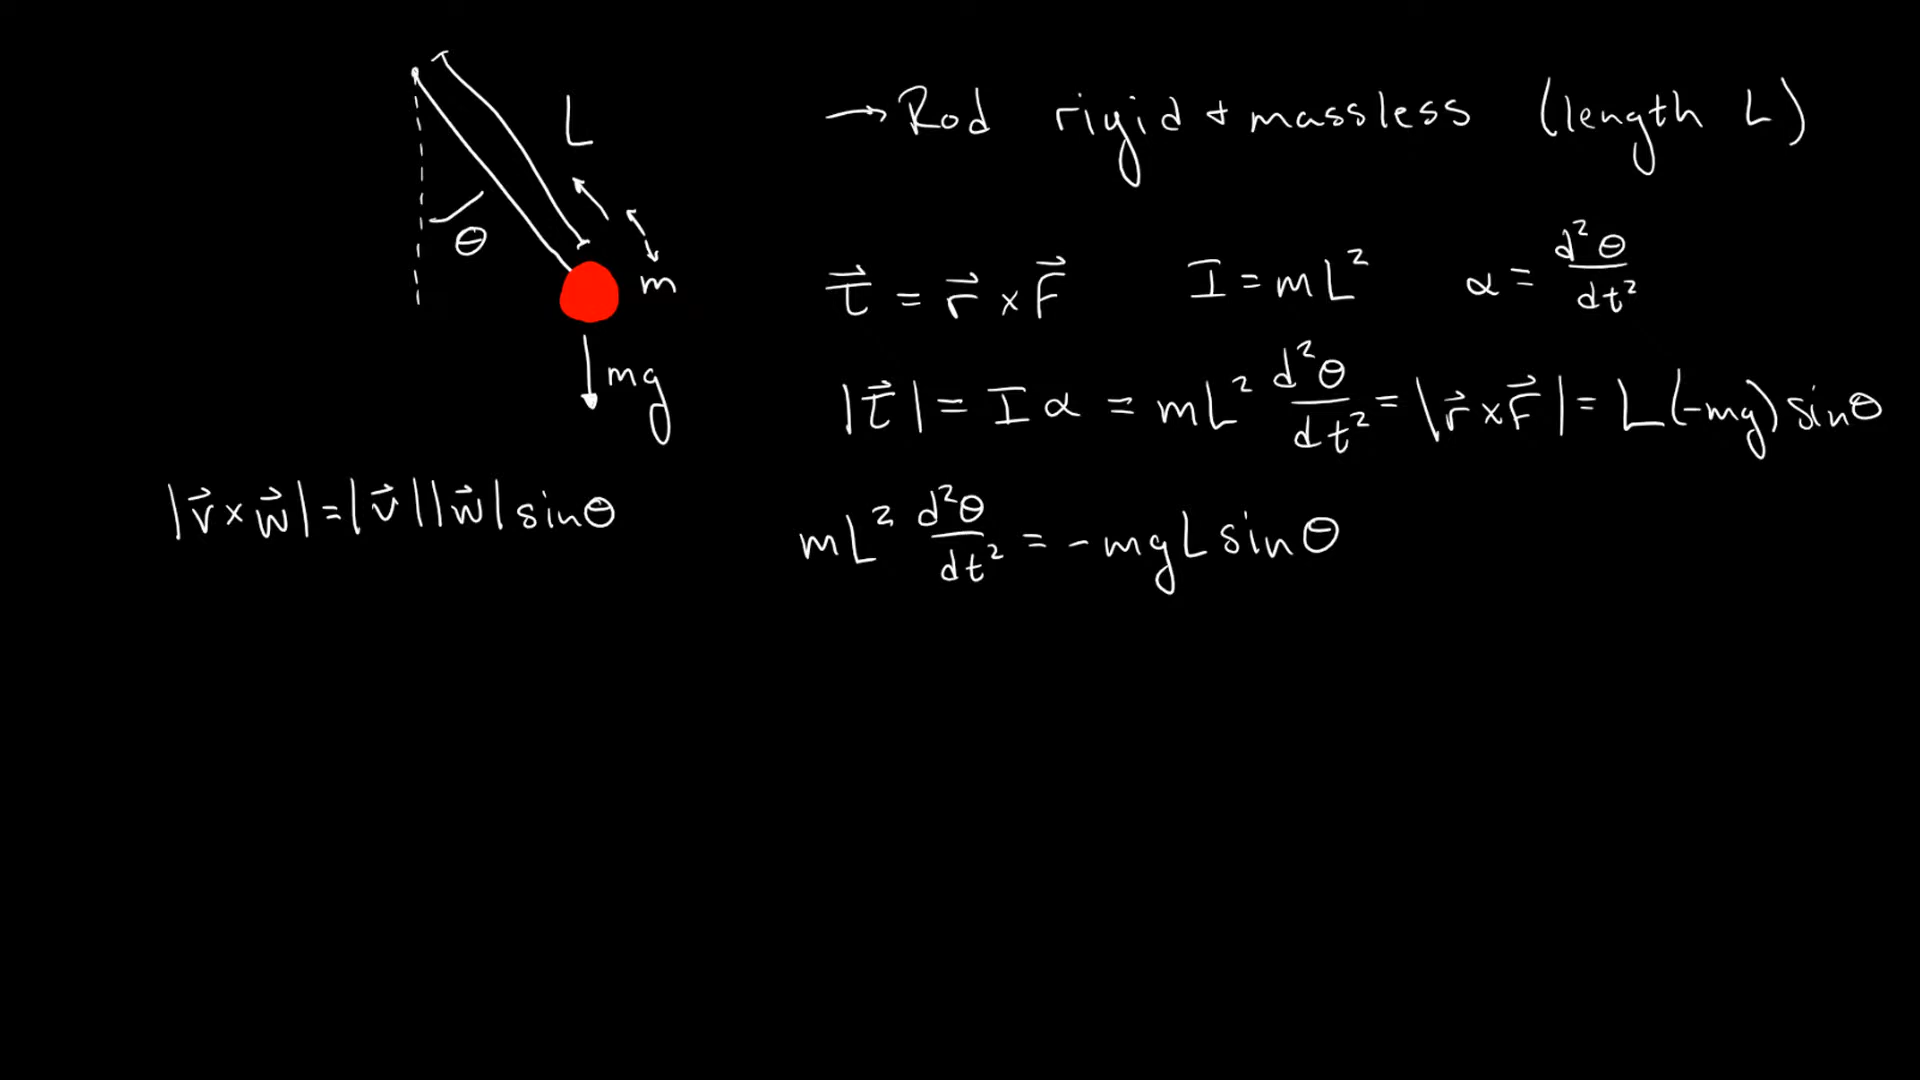 L
θ
m
mg
|v⃗ × w⃗| = |v⃗||w⃗| sinθ
→ Rod rigid + massless (length L)
τ⃗ = r⃗ × F⃗ I = mL² α = d²θ/dt²
|τ⃗| = Iα = mL² d²θ/dt² = |r⃗ × F⃗| = L(-mg) sinθ
mL² d²θ/dt² = -mgL sinθ